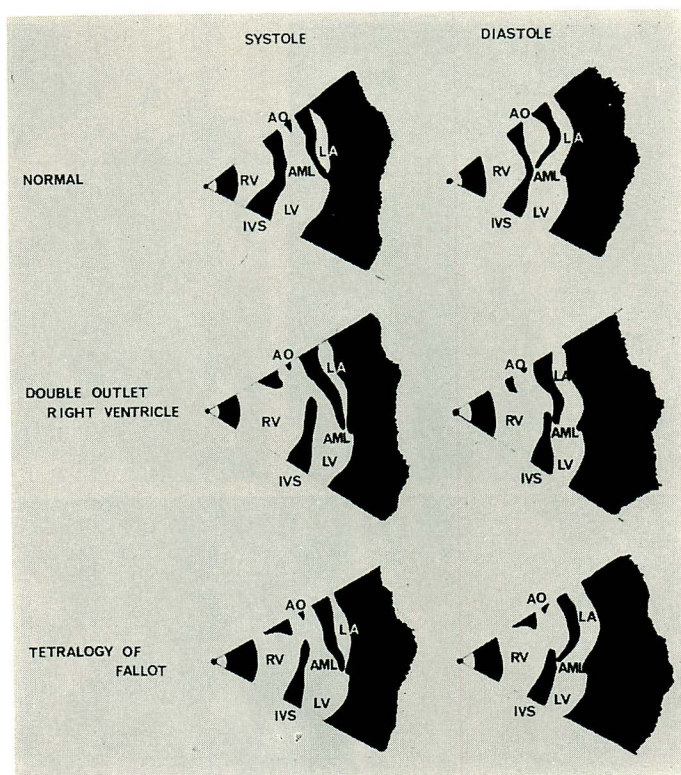 SYSTOLE DIASTOLE
AO AO
NORMAL RV AML LA RV AML LA
IVS LV IVS LV
AO AO
DOUBLE OUTLET LA LA
RIGHT VENTRICLE RV RV
AML AML
LV LV
IVS IVS
AO AO
TETRALOGY OF RV AML LA RV AML LA
FALLOT
IVS LV IVS LV